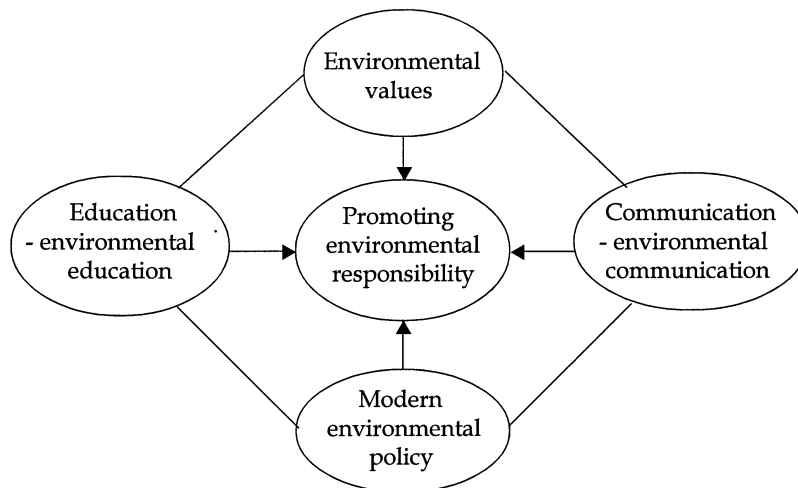 Environmental
values
Education
- environmental
education
Promoting
environmental
responsibility
Communication
- environmental
communication
Modern
environmental
policy